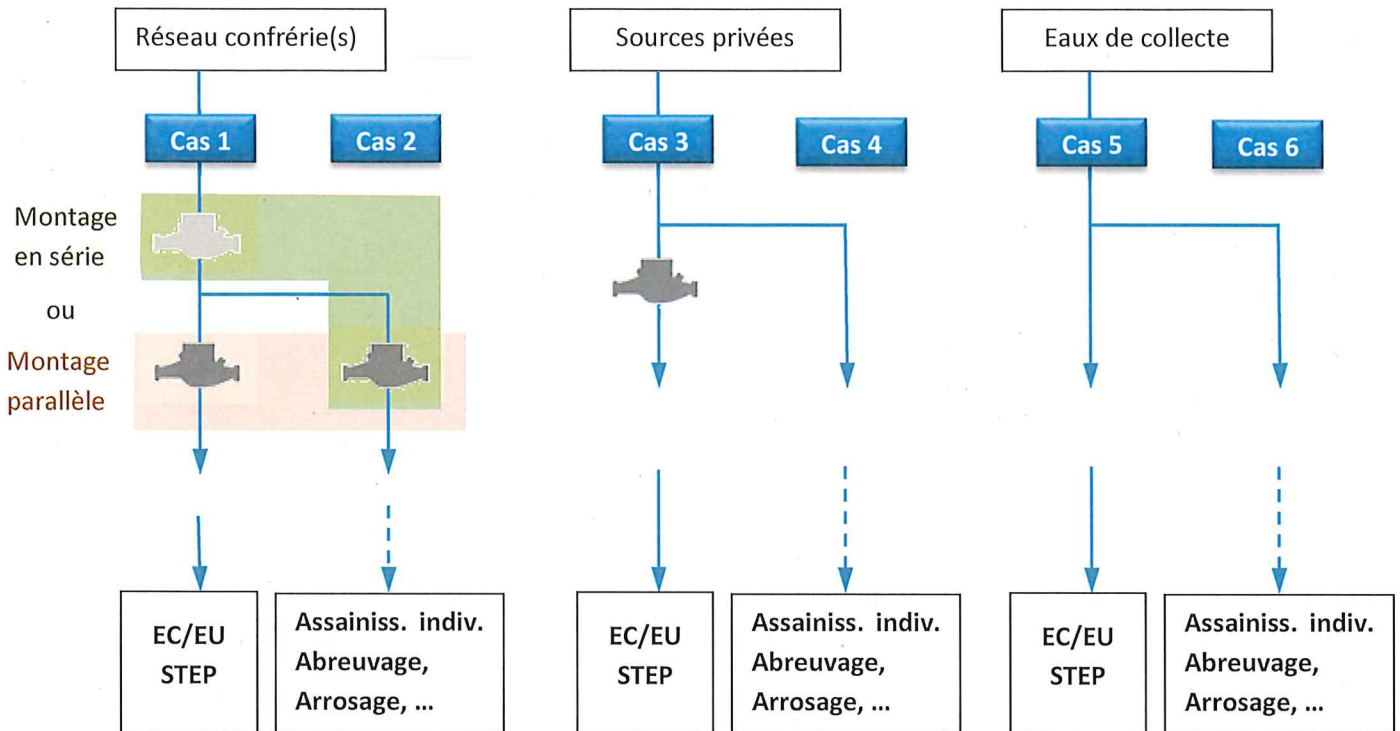 Réseau confrérie(s)
Sources privées
Eaux de collecte
Cas 1
Cas 2
Cas 3
Cas 4
Cas 5
Cas 6
Montage
en série
ou
Montage
parallèle
EC/EU
STEP
Assainiss. indiv.
Abreuvage,
Arrosage, ...
EC/EU
STEP
Assainiss. indiv.
Abreuvage,
Arrosage, ...
EC/EU
STEP
Assainiss. indiv.
Abreuvage,
Arrosage, ...